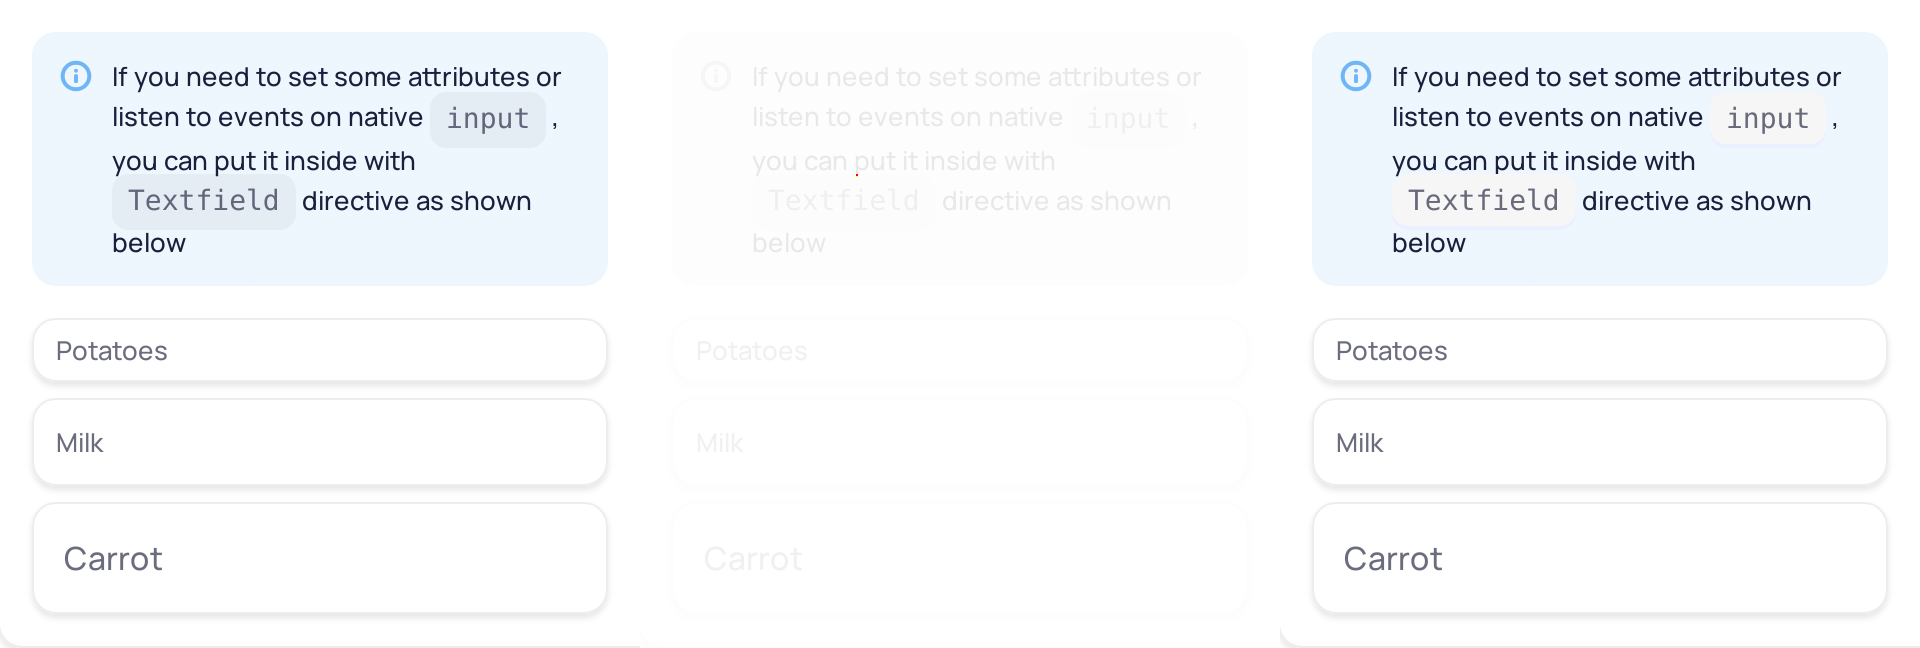 If you need to set some attributes or
listen to events on native input ,
you can put it inside with
Textfield directive as shown
below
Potatoes
Milk
Carrot
If you need to set some attributes or
listen to events on native input ,
you can put it inside with
Textfield directive as shown
below
Potatoes
Milk
Carrot
If you need to set some attributes or
listen to events on native input ,
you can put it inside with
Textfield directive as shown
below
Potatoes
Milk
Carrot